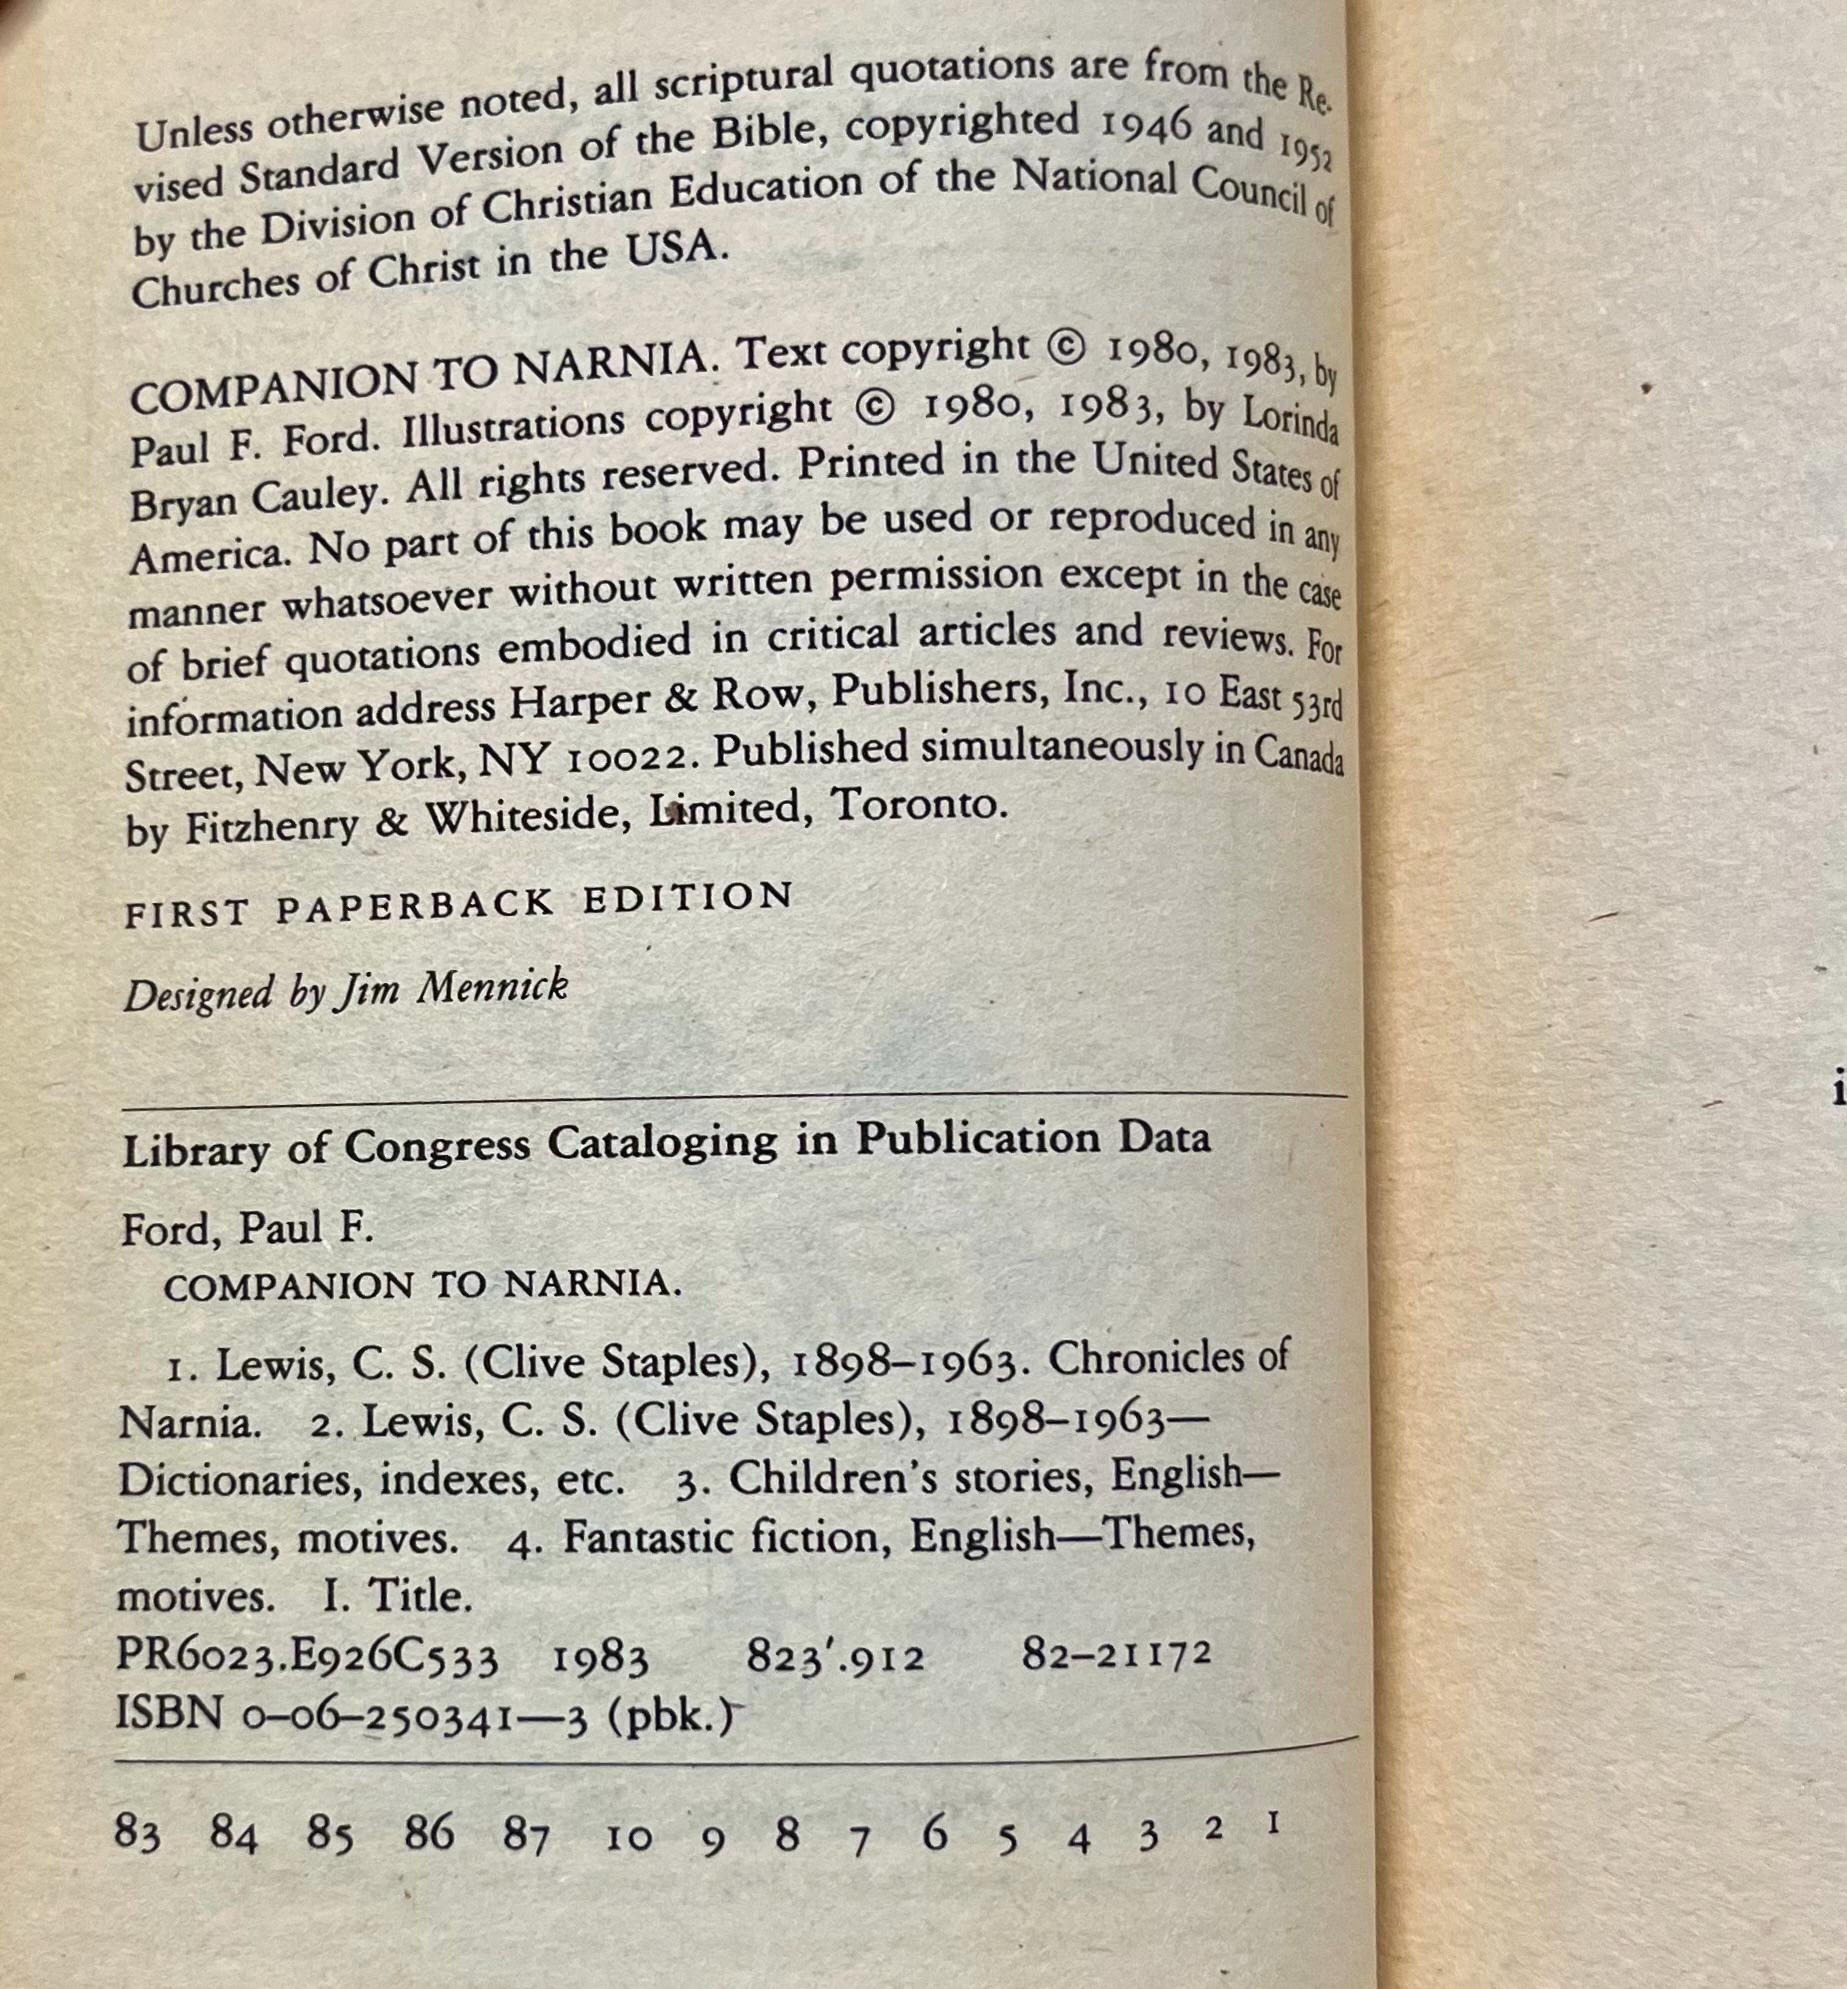 Unless otherwise noted, all scriptural quotations are from the Re-
vised Standard Version of the Bible, copyrighted 1946 and 1952
by the Division of Christian Education of the National Council of
Churches of Christ in the USA.
COMPANION TO NARNIA. Text copyright © 1980, 1983, by
Paul F. Ford. Illustrations copyright © 1980, 1983, by Lorinda
Bryan Cauley. All rights reserved. Printed in the United States of
America. No part of this book may be used or reproduced in any
manner whatsoever without written permission except in the case
of brief quotations embodied in critical articles and reviews. For
information address Harper & Row, Publishers, Inc., 10 East 53rd
Street, New York, NY 10022. Published simultaneously in Canada
by Fitzhenry & Whiteside, Limited, Toronto.
FIRST PAPERBACK EDITION
Designed by Jim Mennick
Library of Congress Cataloging in Publication Data
Ford, Paul F.
COMPANION TO NARNIA.
1. Lewis, C. S. (Clive Staples), 1898–1963. Chronicles of
Narnia. 2. Lewis, C. S. (Clive Staples), 1898–1963—
Dictionaries, indexes, etc. 3. Children's stories, English—
Themes, motives. 4. Fantastic fiction, English—Themes,
motives. I. Title.
PR6023.E926C533 1983 823′.912 82–21172
ISBN 0–06–250341—3 (pbk.)
83 84 85 86 87 10 9 8 7 6 5 4 3 2 1
i